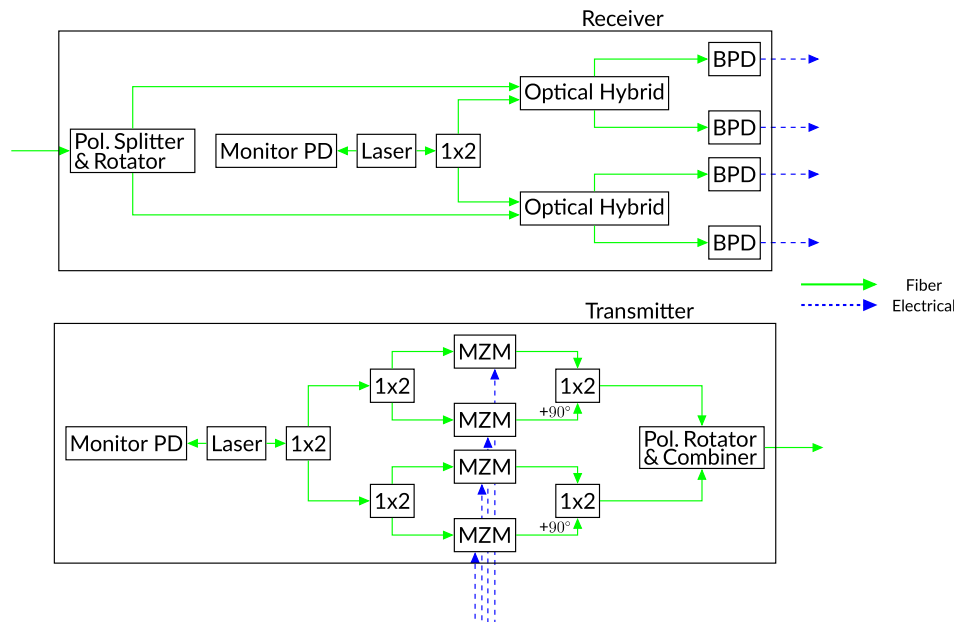 Receiver
BPD
Optical Hybrid
BPD
Pol. Splitter
& Rotator
Monitor PD
Laser
1x2
BPD
Optical Hybrid
BPD
Fiber
Electrical
Transmitter
MZM
1x2
1x2
MZM
+90°
Monitor PD
Laser
1x2
Pol. Rotator
& Combiner
MZM
1x2
1x2
MZM
+90°